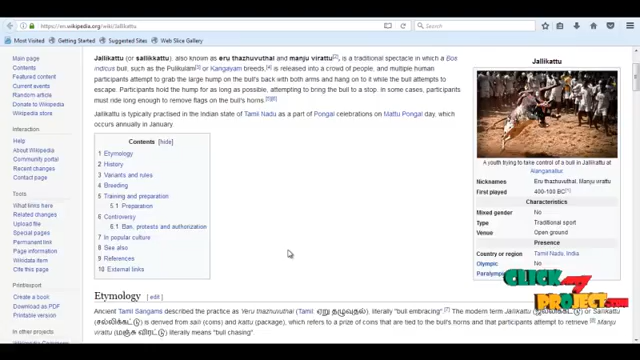 https://en.wikipedia.org/wiki/Jallikattu
Search
Most Visited
Getting Started
Suggested Sites
Web Slice Gallery
Main page
Contents
Featured content
Current events
Random article
Donate to Wikipedia
Wikipedia store
Interaction
Help
About Wikipedia
Community portal
Recent changes
Contact page
Tools
What links here
Related changes
Upload file
Special pages
Permanent link
Page information
Wikidata item
Cite this page
Print/export
Create a book
Download as PDF
Printable version
In other projects
Jallikattu (or sallikkattu), also known as eru thazhuvuthal and manju virattu[2], is a traditional spectacle in which a Bos
indicus bull, such as the Pulikulam[3] or Kangayam breeds,[4] is released into a crowd of people, and multiple human
participants attempt to grab the large hump on the bull's back with both arms and hang on to it while the bull attempts to
escape. Participants hold the hump for as long as possible, attempting to bring the bull to a stop. In some cases, participants
must ride long enough to remove flags on the bull's horns.[5][6]
Jallikattu is typically practised in the Indian state of Tamil Nadu as a part of Pongal celebrations on Mattu Pongal day, which
occurs annually in January
Contents [hide]
1 Etymology
2 History
3 Variants and rules
4 Breeding
5 Training and preparation
5.1 Preparation
6 Controversy
6.1 Ban, protests and authorization
7 In popular culture
8 See also
9 References
10 External links
Etymology [edit]
Ancient Tamil Sangams described the practice as Yeru thazhuvuthal (Tamil: ஏறு தழுவுதல்), literally "bull embracing".[7] The modern term Jallikattu (ஜல்லிக்கட்டு) or Sallikattu
(சல்லிக்கட்டு) is derived from salli (coins) and kattu (package), which refers to a prize of coins that are tied to the bull's horns and that participants attempt to retrieve
Manju Virattu (மஞ்சு விரட்டு) literally means "bull chasing".
Jallikattu
A youth trying to take control of a bull in Jallikattu at
Alanganallur
Nicknames Eru thazhuvuthal, Manju virattu
First played 400-100 BC[1]
Characteristics
Mixed gender No
Type Traditional sport
Venue Open ground
Presence
Country or region Tamil Nadu, India
Olympic No
Paralympic
CLICK MY
PROJECT.COM